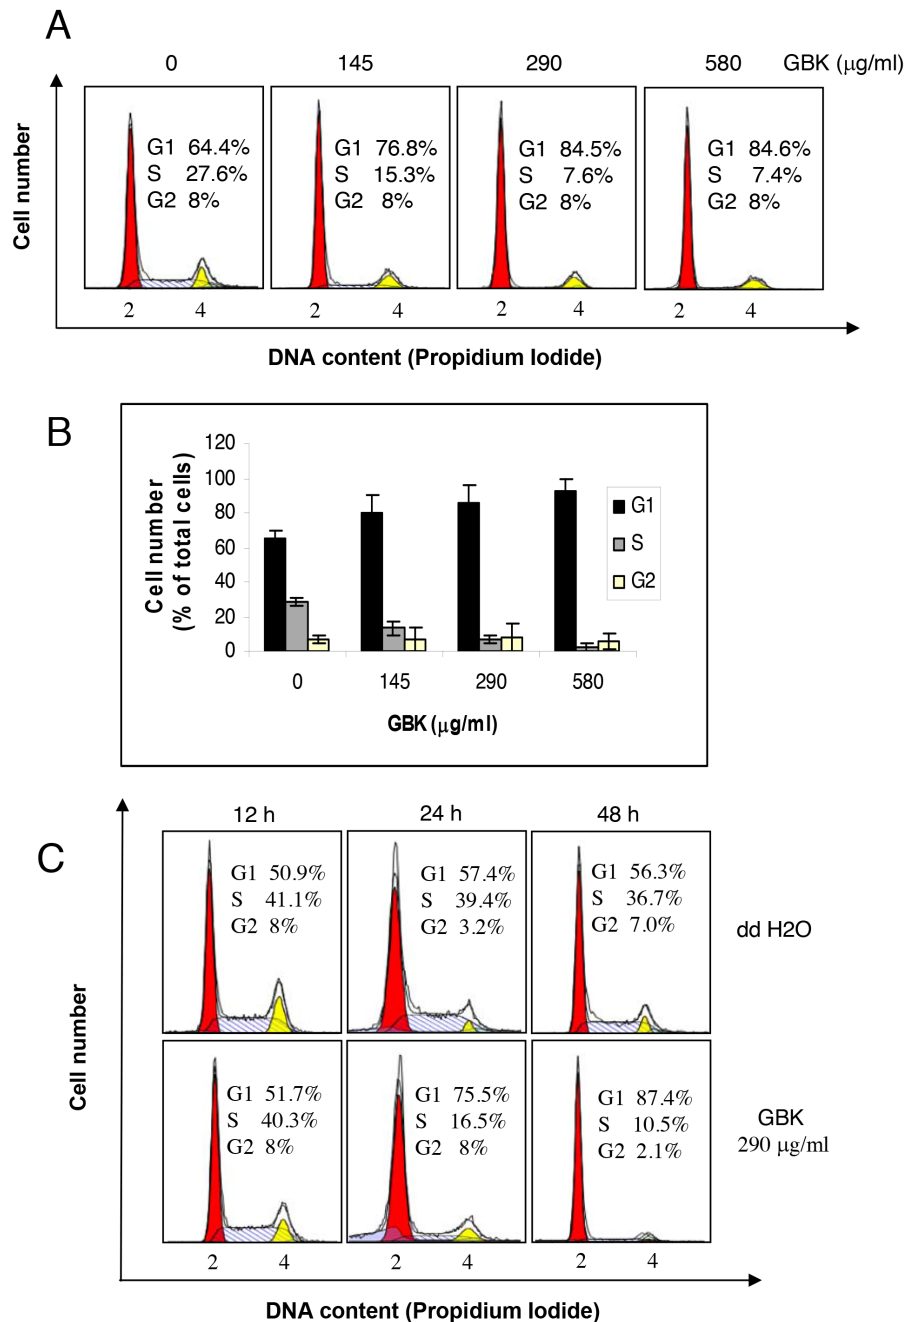 A
0 145 290 580 GBK (μg/ml)
Cell number
G1 64.4%
S 27.6%
G2 8%
G1 76.8%
S 15.3%
G2 8%
G1 84.5%
S 7.6%
G2 8%
G1 84.6%
S 7.4%
G2 8%
2 4 2 4 2 4 2 4
DNA content (Propidium Iodide)
B
Cell number
(% of total cells)
120
100
80
60
40
20
0
G1
S
G2
0 145 290 580
GBK (μg/ml)
C
12 h 24 h 48 h
Cell number
G1 50.9%
S 41.1%
G2 8%
G1 57.4%
S 39.4%
G2 3.2%
G1 56.3%
S 36.7%
G2 7.0%
dd H2O
G1 51.7%
S 40.3%
G2 8%
G1 75.5%
S 16.5%
G2 8%
G1 87.4%
S 10.5%
G2 2.1%
GBK
290 μg/ml
2 4 2 4 2 4
DNA content (Propidium Iodide)